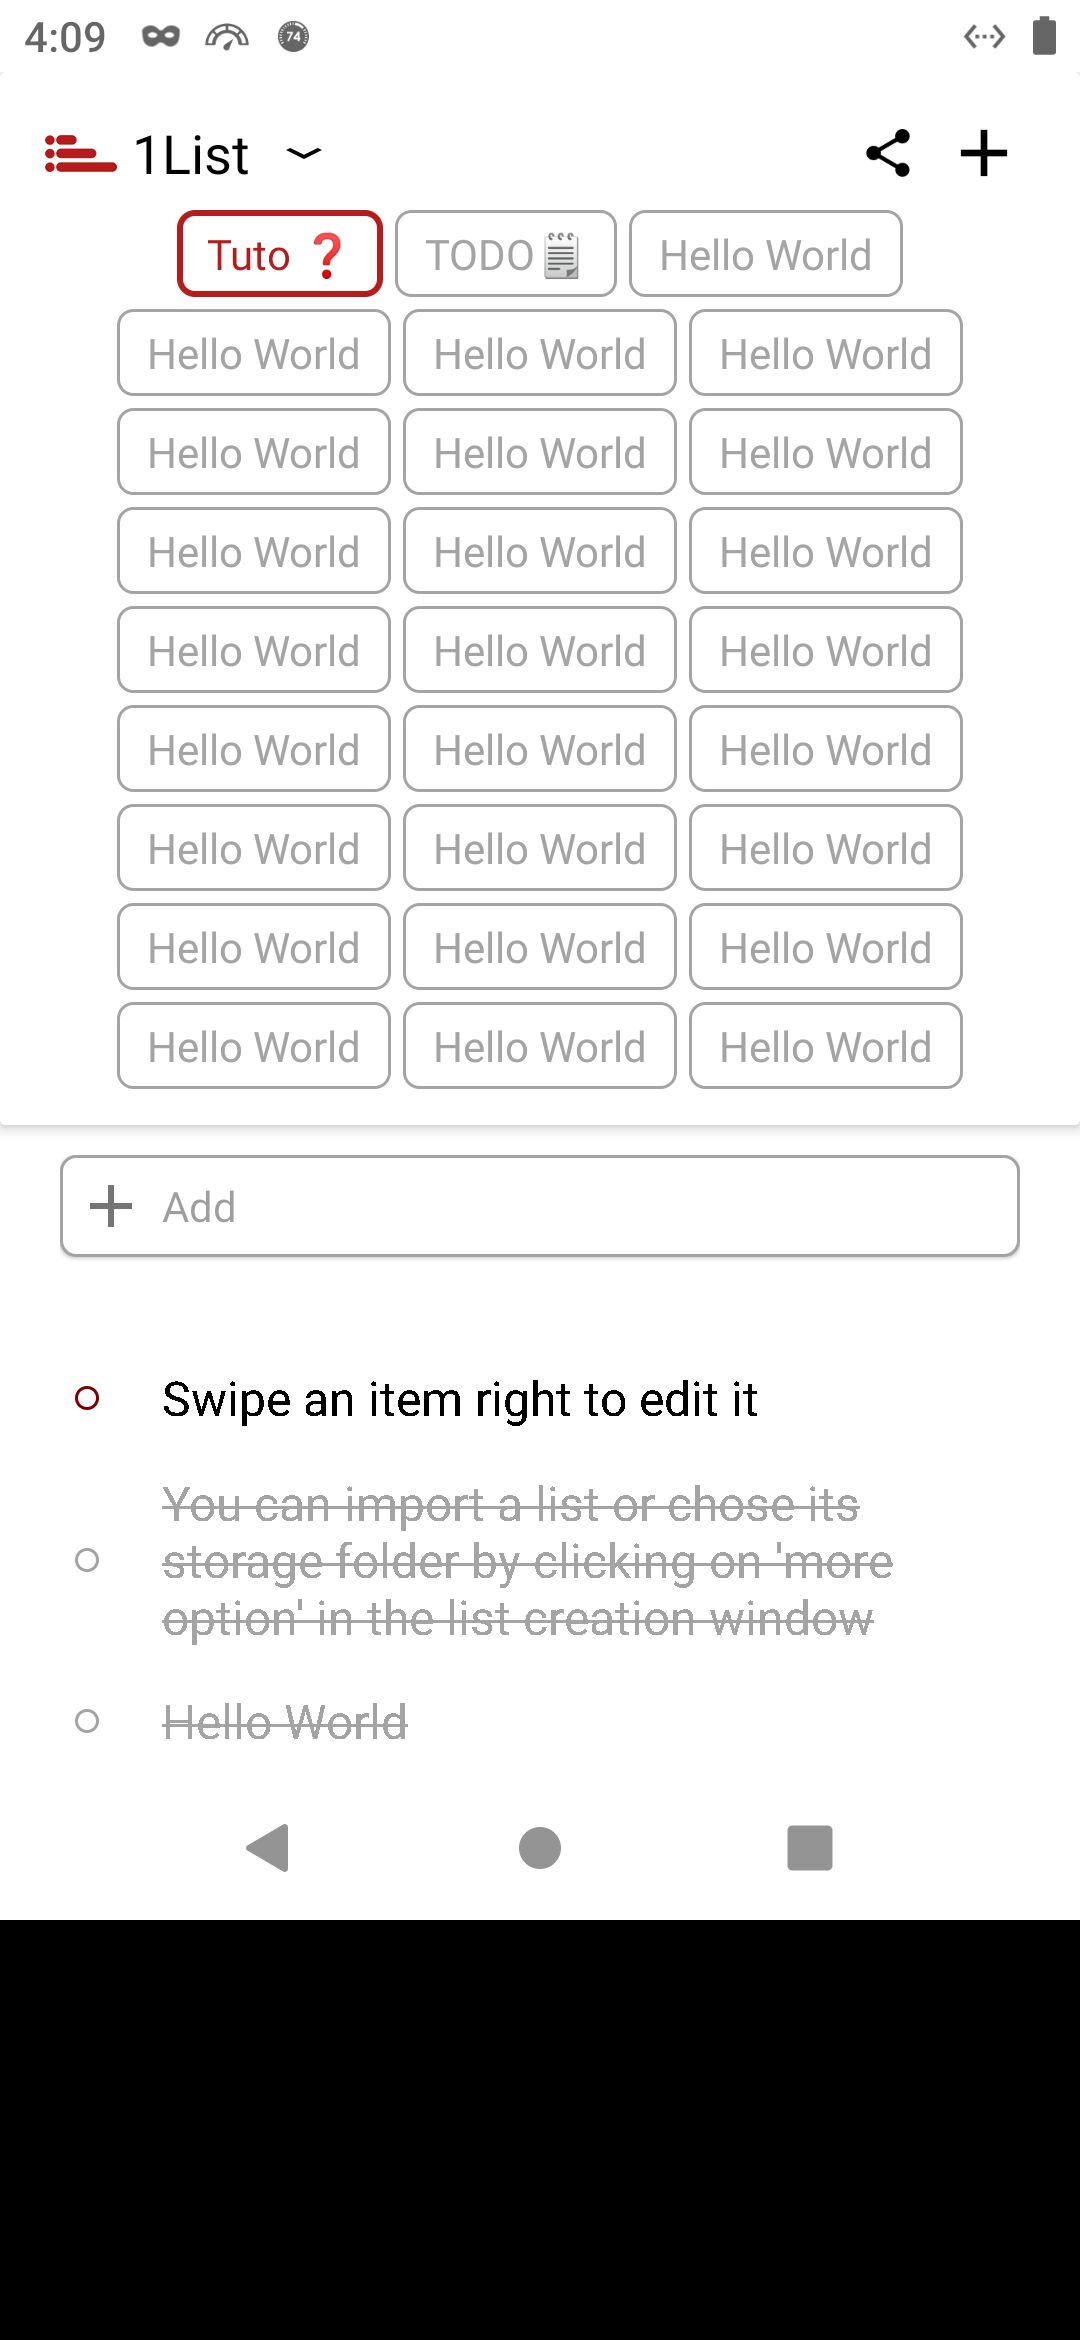 4:09
74
1List
Tuto ❓ TODO🗒 Hello World
Hello World Hello World Hello World
Hello World Hello World Hello World
Hello World Hello World Hello World
Hello World Hello World Hello World
Hello World Hello World Hello World
Hello World Hello World Hello World
Hello World Hello World Hello World
Hello World Hello World Hello World
Add
Swipe an item right to edit it
You can import a list or chose its
storage folder by clicking on 'more
option' in the list creation window
Hello World